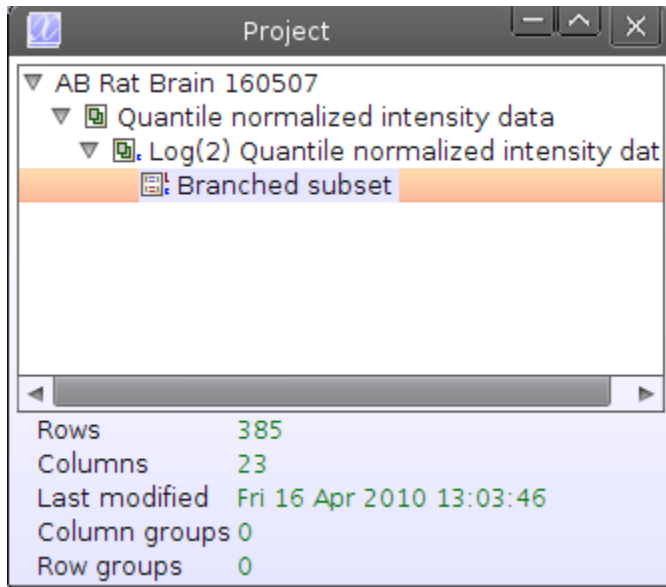 Project
AB Rat Brain 160507
Quantile normalized intensity data
Log(2) Quantile normalized intensity dat
Branched subset
Rows 385
Columns 23
Last modified Fri 16 Apr 2010 13:03:46
Column groups 0
Row groups 0